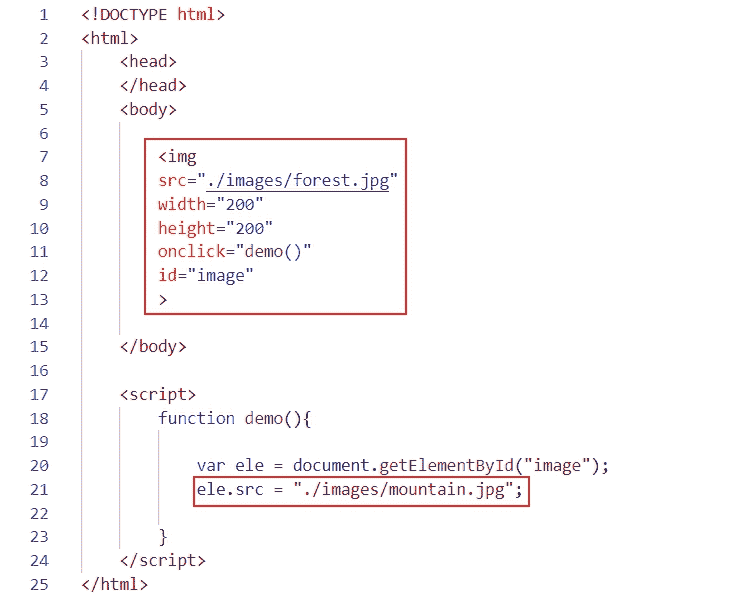 1 <!DOCTYPE html>
2 <html>
3 <head>
4 </head>
5 <body>
6
7 <img
8 src="./images/forest.jpg"
9 width="200"
10 height="200"
11 onclick="demo()"
12 id="image"
13 >
14
15 </body>
16
17 <script>
18 function demo(){
19
20 var ele = document.getElementById("image");
21 ele.src = "./images/mountain.jpg";
22
23 }
24 </script>
25 </html>